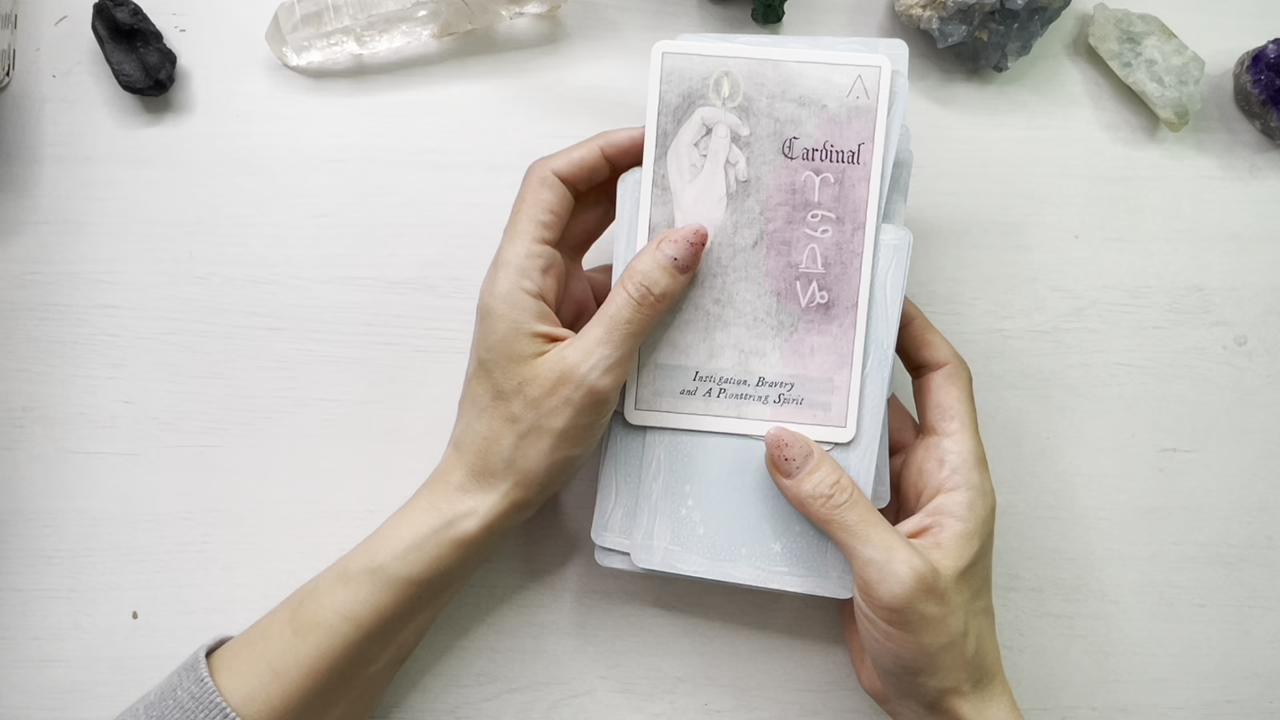 Cardinal
♈
♋
♎
♑
Instigation, Bravery
and A Pioneering Spirit